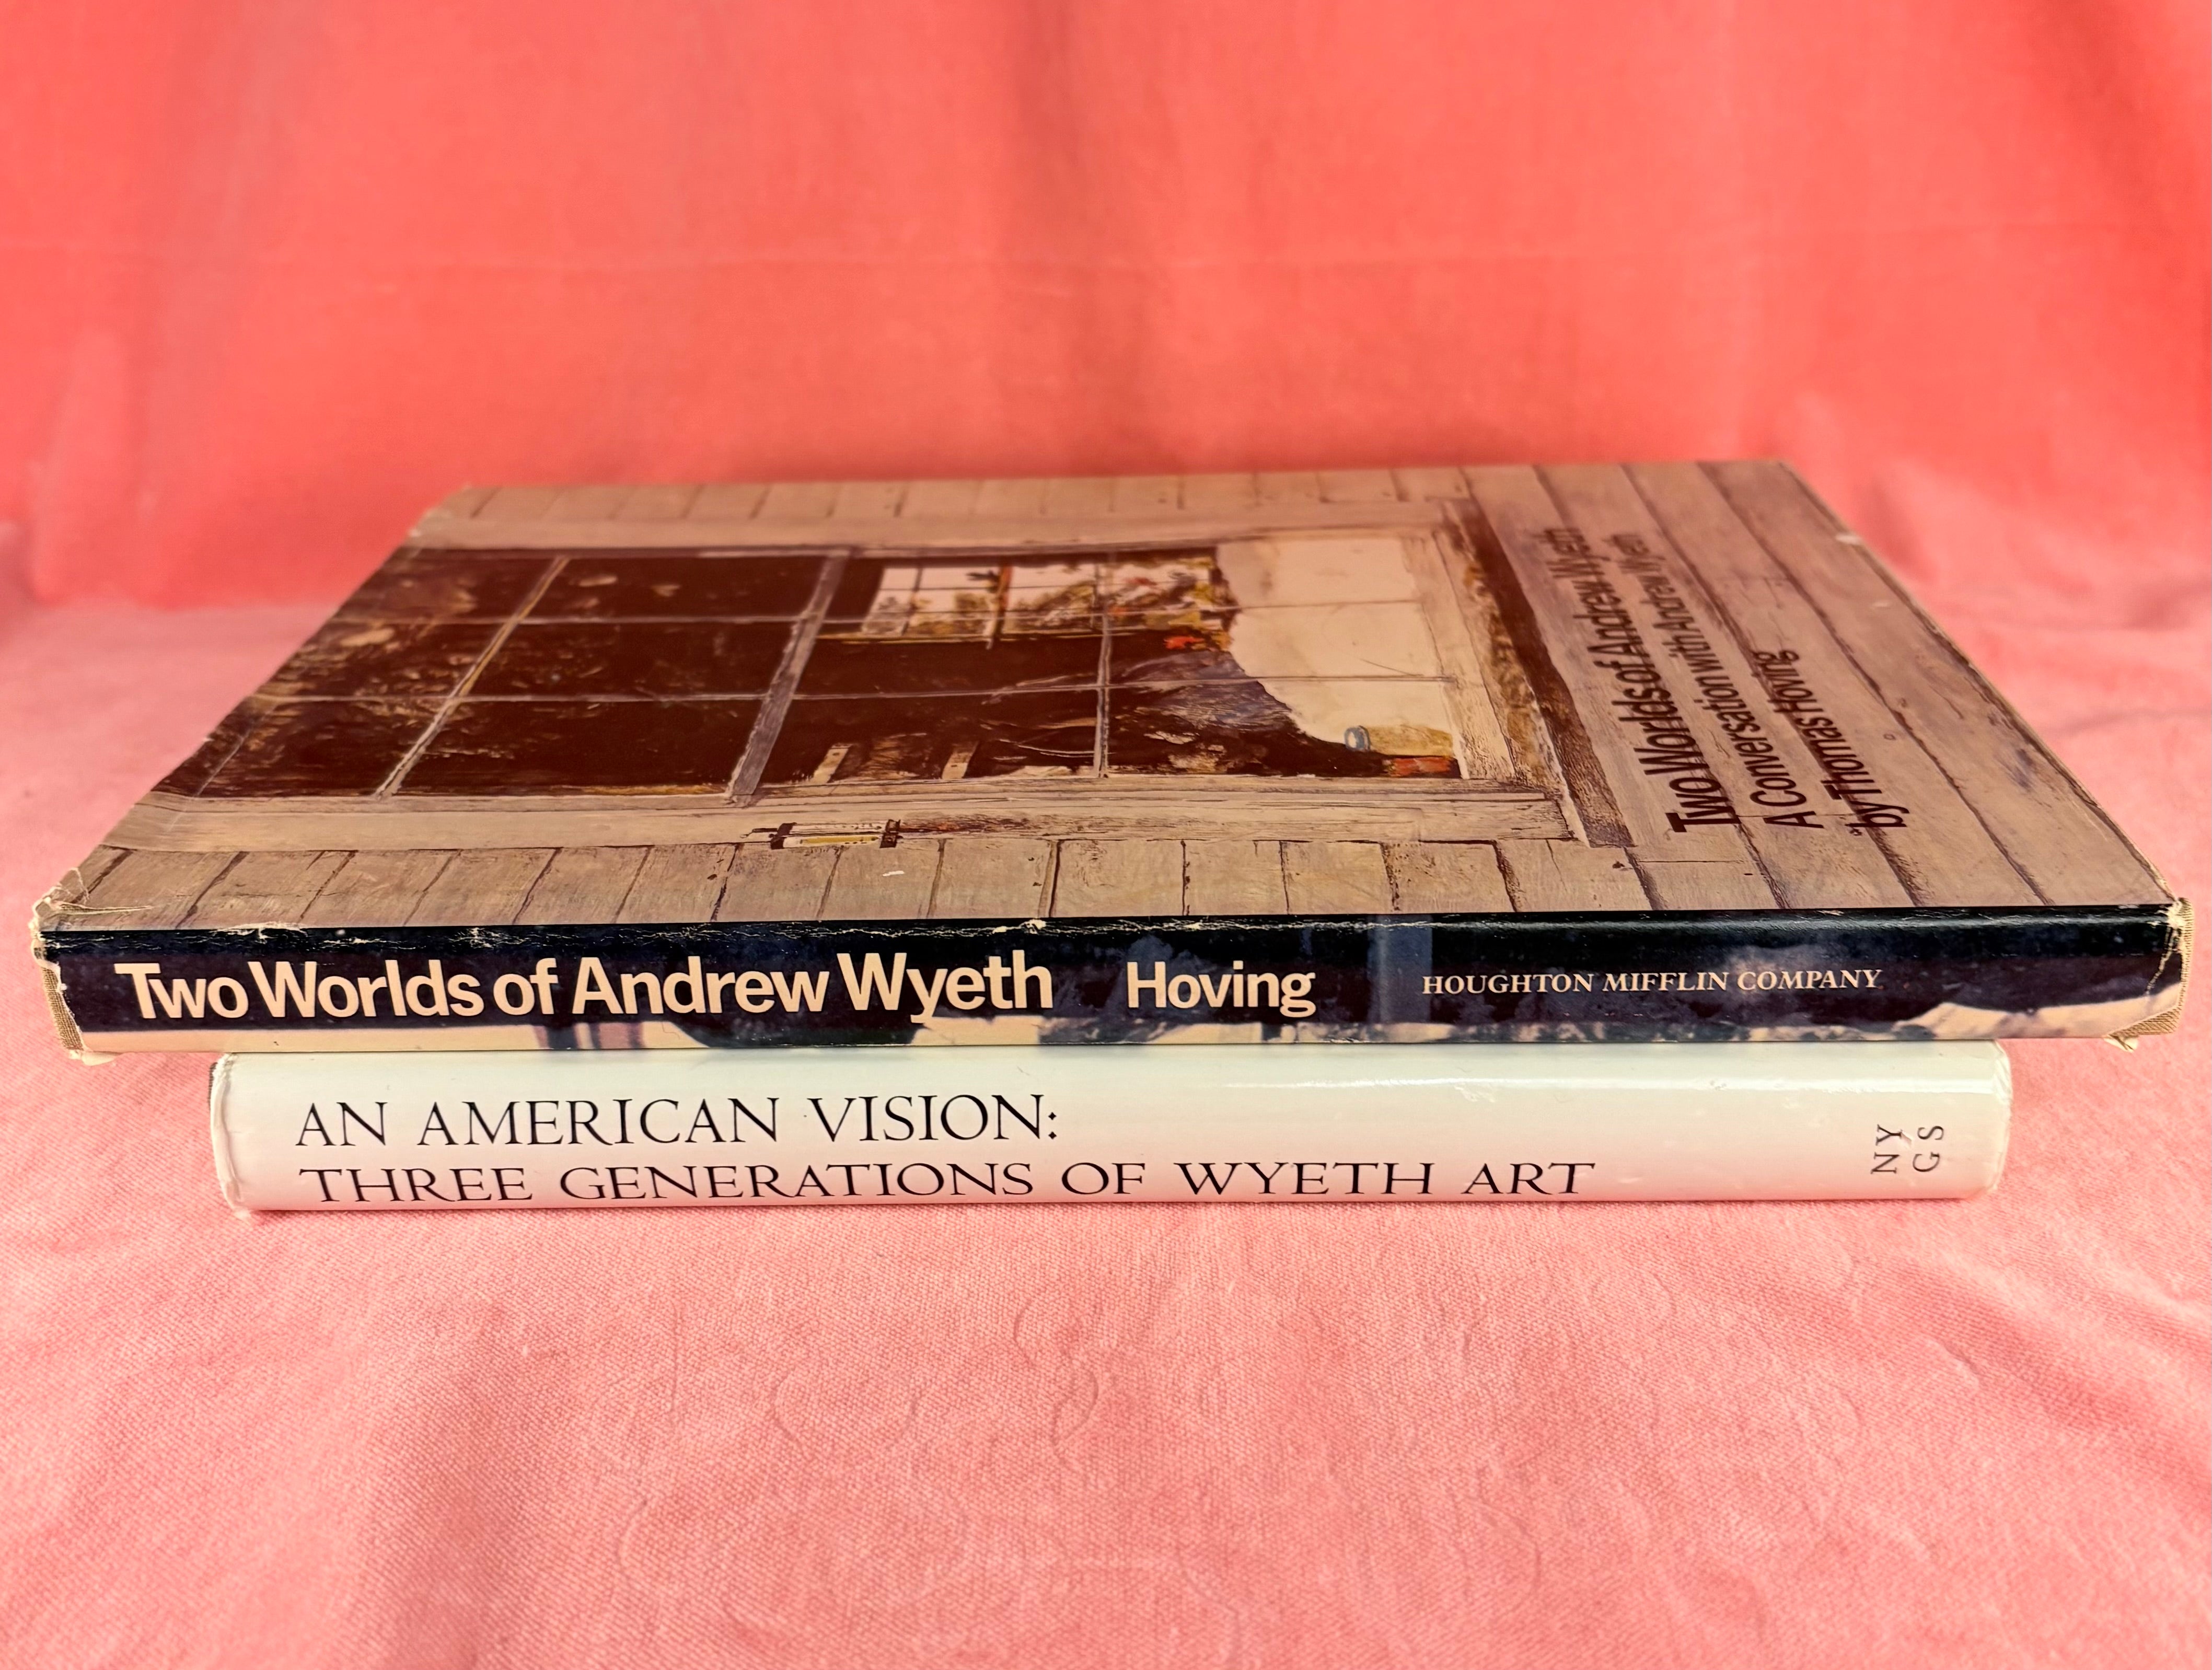 Two Worlds of Andrew Wyeth
A Conversation with Andrew Wyeth
by Thomas Hoving
Two Worlds of Andrew Wyeth Hoving HOUGHTON MIFFLIN COMPANY
AN AMERICAN VISION:
THREE GENERATIONS OF WYETH ART
NY
GS